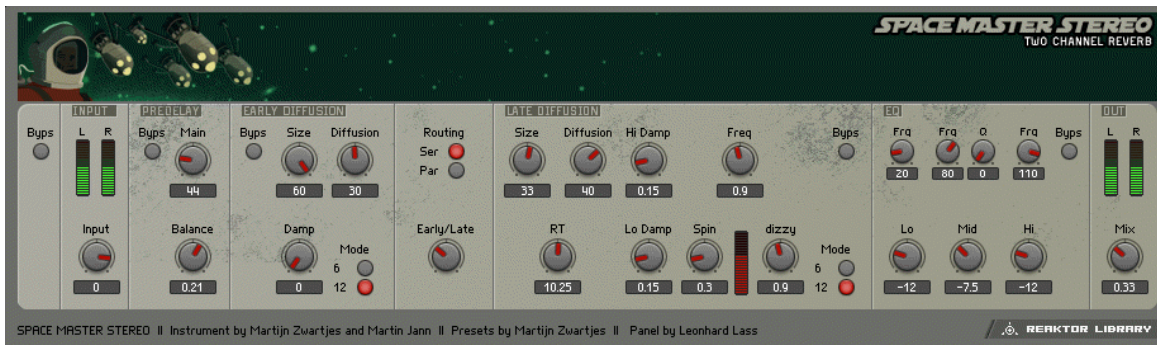 SPACE MASTER STEREO
TWO CHANNEL REVERB
INPUT PREDELAY EARLY DIFFUSION LATE DIFFUSION EQ OUT
Byps L R Byps Main Byps Size Diffusion Routing Size Diffusion Hi Damp Freq Byps Frq Frq Q Frq Byps L R
Ser
Par
44 60 30 33 40 0.15 0.9 20 80 0 110
Input Balance Damp Early/Late RT Lo Damp Spin dizzy Lo Mid Hi Mix
Mode Mode
6 6
12 12
0 0.21 0 10.25 0.15 0.3 0.9 -12 -7.5 -12 0.33
SPACE MASTER STEREO II Instrument by Martijn Zwartjes and Martin Jann II Presets by Martijn Zwartjes II Panel by Leonhard Lass
REAKTOR LIBRARY